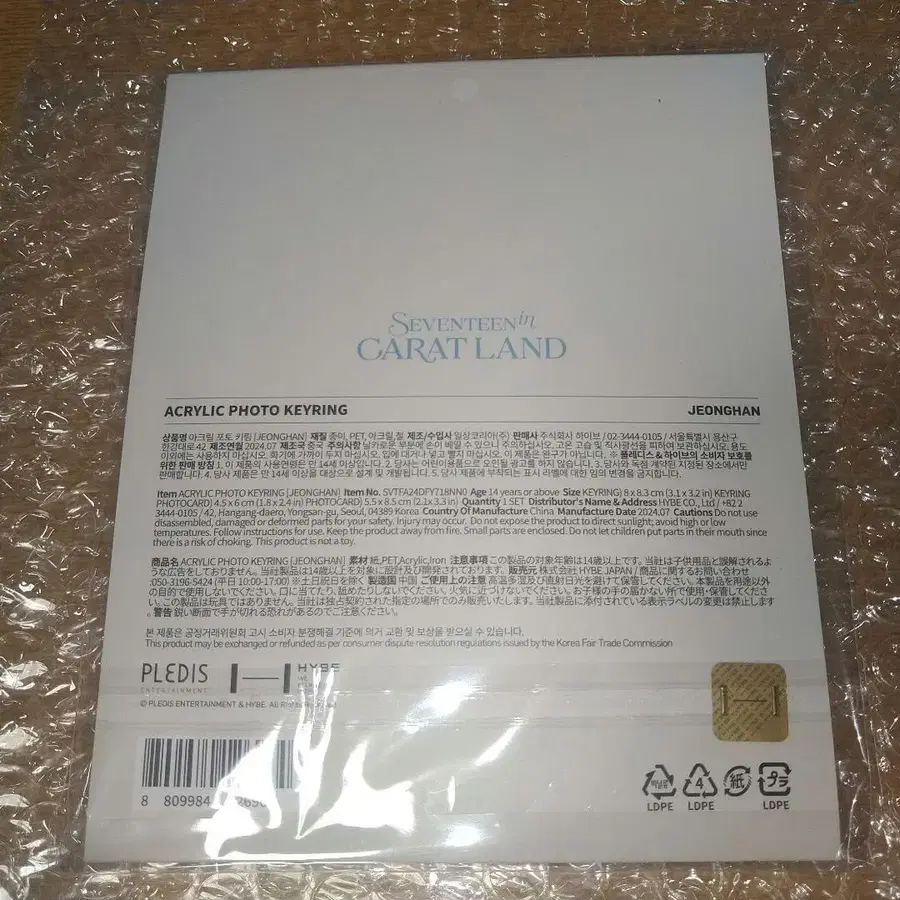 SEVENTEEN in
CARAT LAND
ACRYLIC PHOTO KEYRING
JEONGHAN
상품명 아크릴 포토 키링 [JEONGHAN] 재질 종이, PET, 아크릴, 철 제조/수입사 일상코리아(주) 판매사 주식회사 하이브 / 02-3444-0105 / 서울특별시 용산구
한강대로 42 제조연월 2024.07 제조국 중국 주의사항 날카로운 부분에 손이 베일 수 있으니 주의하십시오. 고온 고습 및 직사광선을 피하여 보관하십시오. 용도
이외에는 사용하지 마십시오. 화기에 가까이 두지 마십시오. 입에 대거나 넣고 빨지 마십시오. 이 제품은 완구가 아닙니다. ※ 플레디스&하이브의 소비자 보호를
위한 판매 방침 1. 이 제품의 사용연령은 만 14세 이상입니다. 2. 당사는 어린이용품으로 오인될 광고를 하지 않습니다. 3. 당사와 독점 계약된 지정된 장소에서만
판매합니다. 4. 당사 제품은 만 14세 이상을 대상으로 설계 및 개발됩니다. 5. 당사 제품에 부착되는 표시 라벨에 대한 임의 변경을 금지합니다.
Item ACRYLIC PHOTO KEYRING [JEONGHAN] Item No. SVTFA24DFY718NN0 Age 14 years or above Size KEYRING) 8 x 8.3 cm (3.1 x 3.2 in) KEYRING
PHOTOCARD) 4.5 x 6 cm (1.8 x 2.4 in) PHOTOCARD) 5.5 x 8.5 cm (2.1x3.3 in) Quantity 1 SET Distributor's Name & Address HYBE CO., Ltd / +82 2
3444-0105 / 42, Hangang-daero, Yongsan-gu, Seoul, 04389 Korea Country Of Manufacture China Manufacture Date 2024.07 Cautions Do not use
disassembled, damaged or deformed parts for your safety. Injury may occur. Do not expose the product to direct sunlight; avoid high or low
temperatures. Follow instructions for use. Keep the product away from fire. Small parts are enclosed. Do not let children put parts in their mouth since
there is a risk of choking. This product is not a toy.
商品名 ACRYLIC PHOTO KEYRING [JEONGHAN] 素材 紙,PET,Acrylic,Iron 注意事項 この製品の対象年齢は14歳以上です. 当社は子供用品と誤解されるよ
うな広告をしておりません. 当社製品は14歳以上を対象に設計及び開発されております. 販売元 株式会社 HYBE JAPAN / 商品に関するお問い合わせ
:050-3196-5424 (平日 10:00-17:00) ※土日祝日を除く 製造国 中国 ご使用上の注意 高温多湿及び直射日光を避けて保管してください. 本製品を用途以外
の目的で使用しないでください. 口に当てたり, 舐めたりしないでください. 火気に近づけないでください. お子様の手の届かない所で使用・保管してくださ
い. この製品は玩具ではありません. 当社は独占契約された指定の場所でのみ販売いたします. 当社製品に添付されている表示ラベルの変更は禁止します
. 警告 鋭い断面で手が切れる恐れがあるのでご注意ください.
본 제품은 공정거래위원회 고시 소비자 분쟁해결 기준에 의거 교환 및 보상을 받으실 수 있습니다.
This product may be exchanged or refunded as per consumer dispute resolution regulations issued by the Korea Fair Trade Commission
PLEDIS
ENTERTAINMENT
HYBE
© PLEDIS ENTERTAINMENT & HYBE. All
8 809984
LDPE
4
LDPE
紙
プラ
LDPE